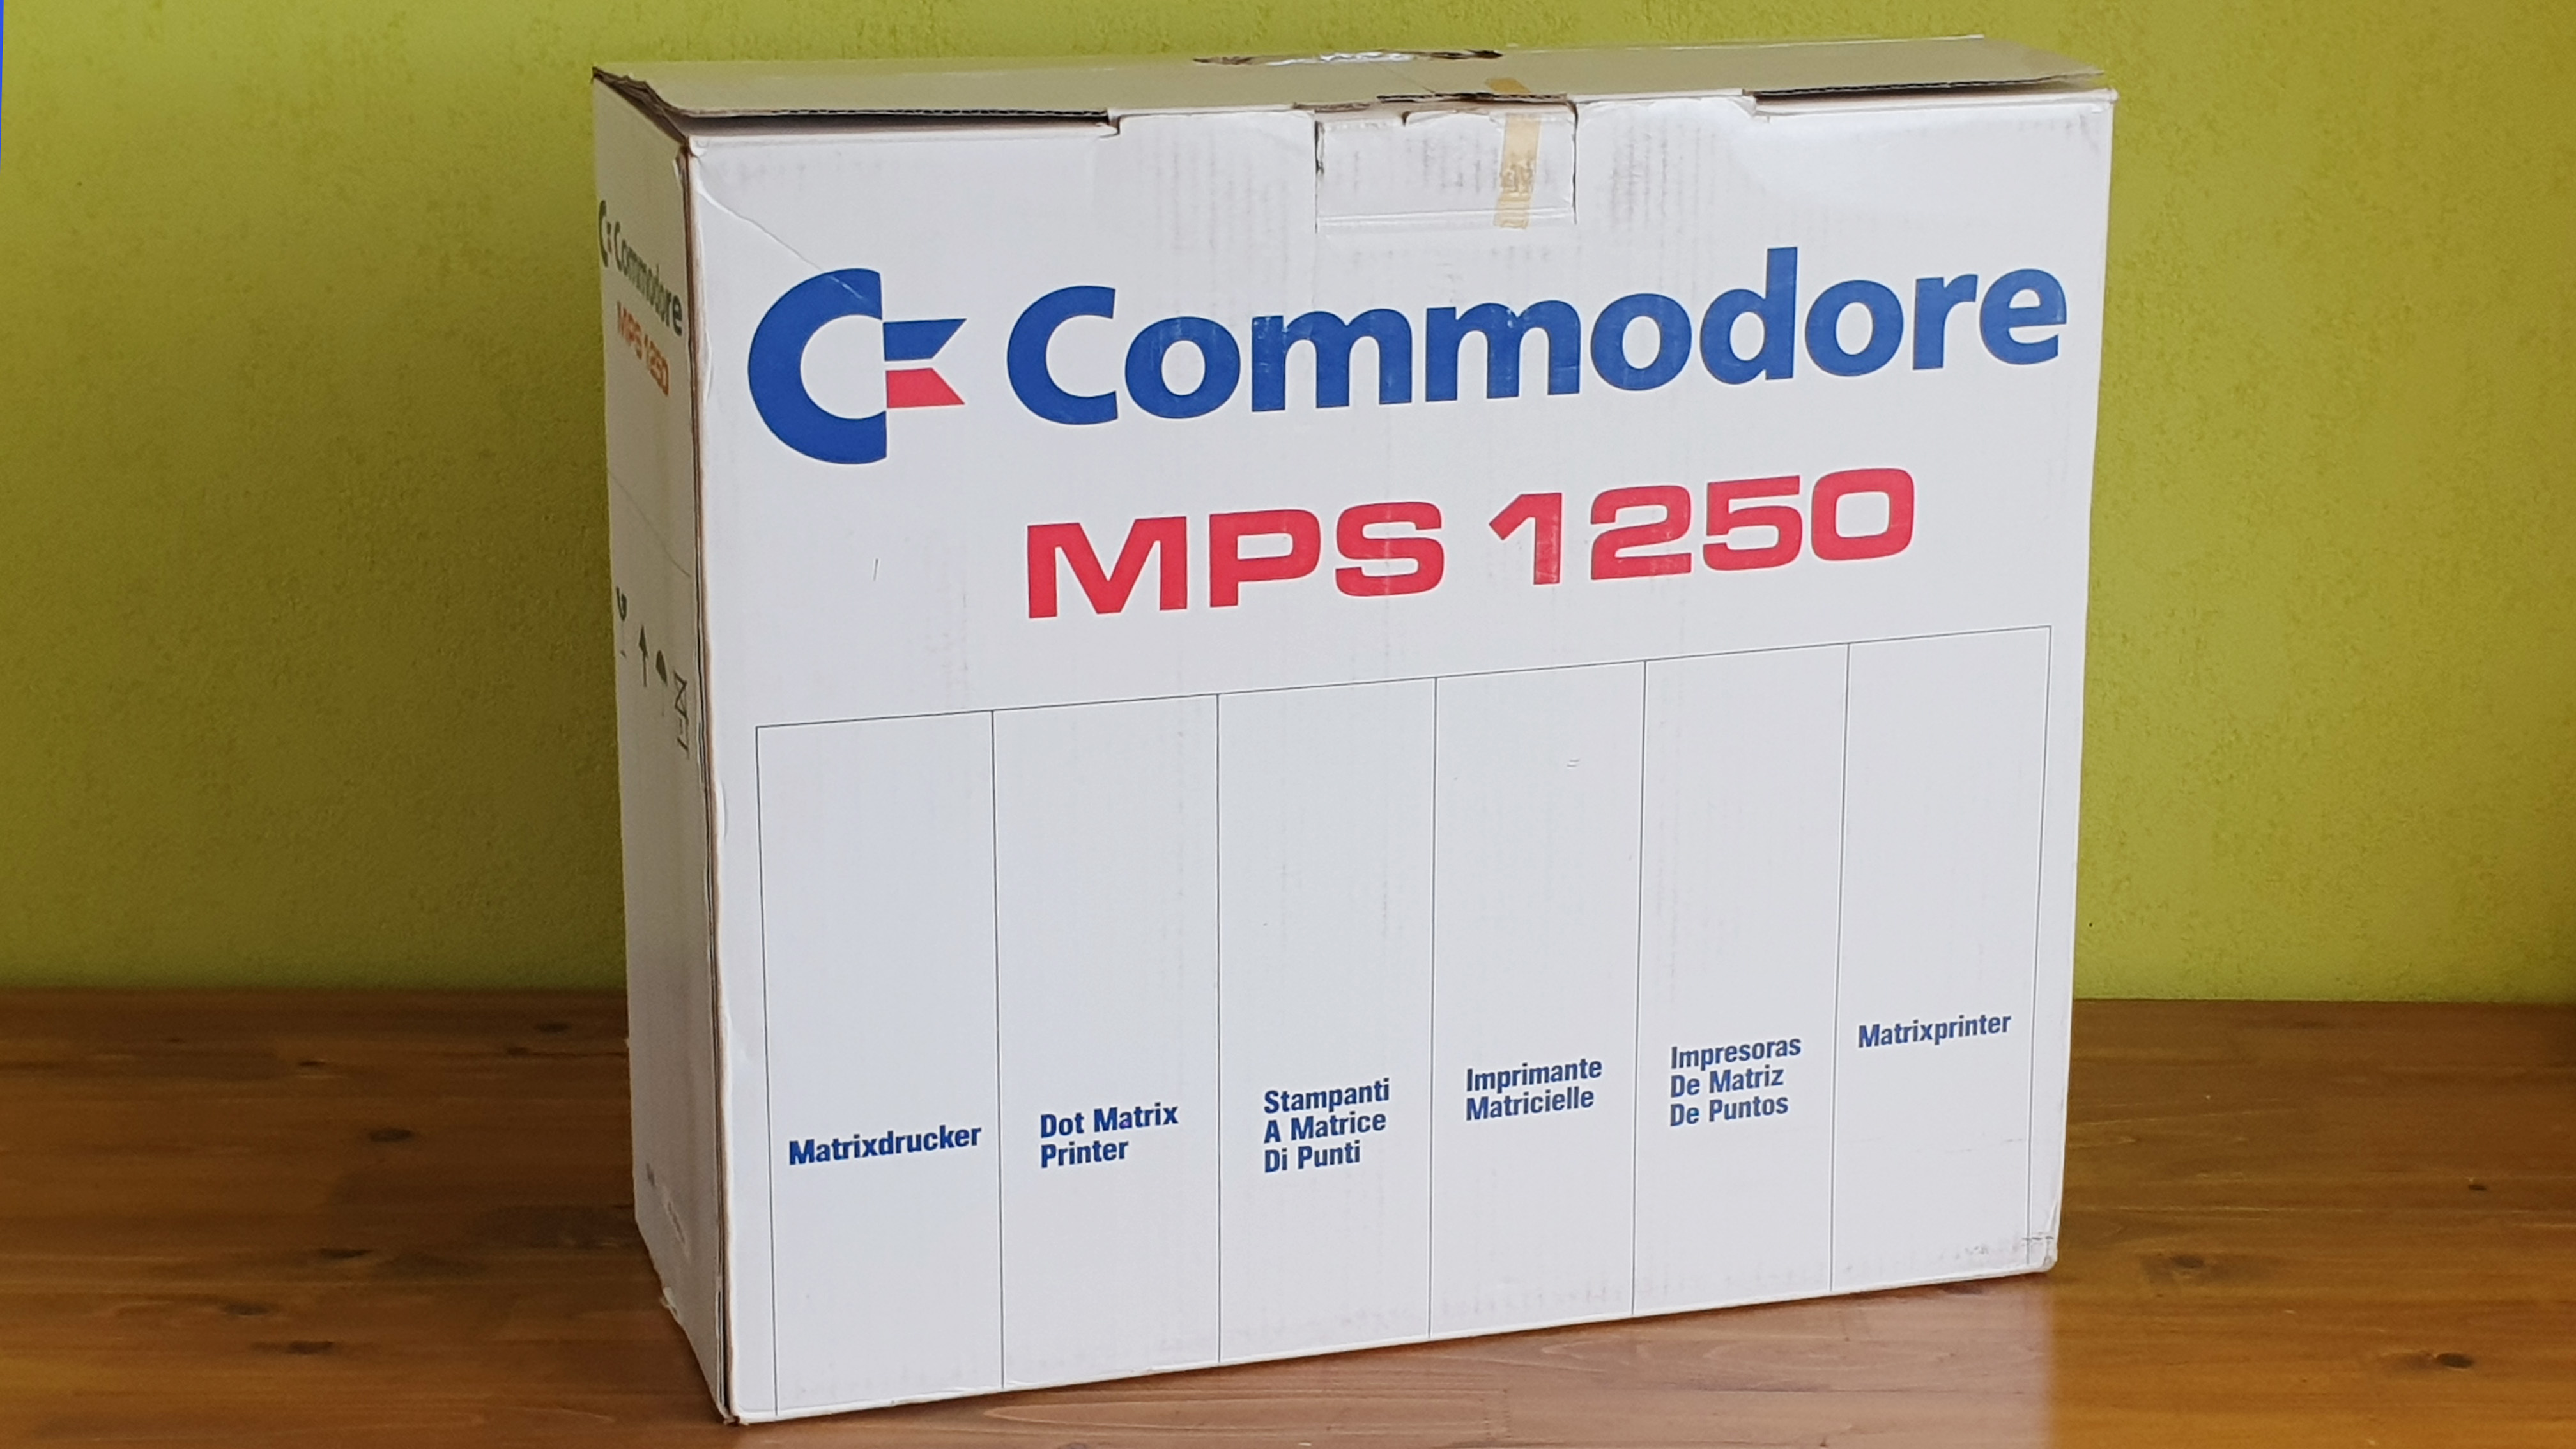 Commodore
MPS 1250
Commodore
MPS 1250
Matrixdrucker
Dot Matrix
Printer
Stampanti
A Matrice
Di Punti
Imprimante
Matricielle
Impresoras
De Matriz
De Puntos
Matrixprinter